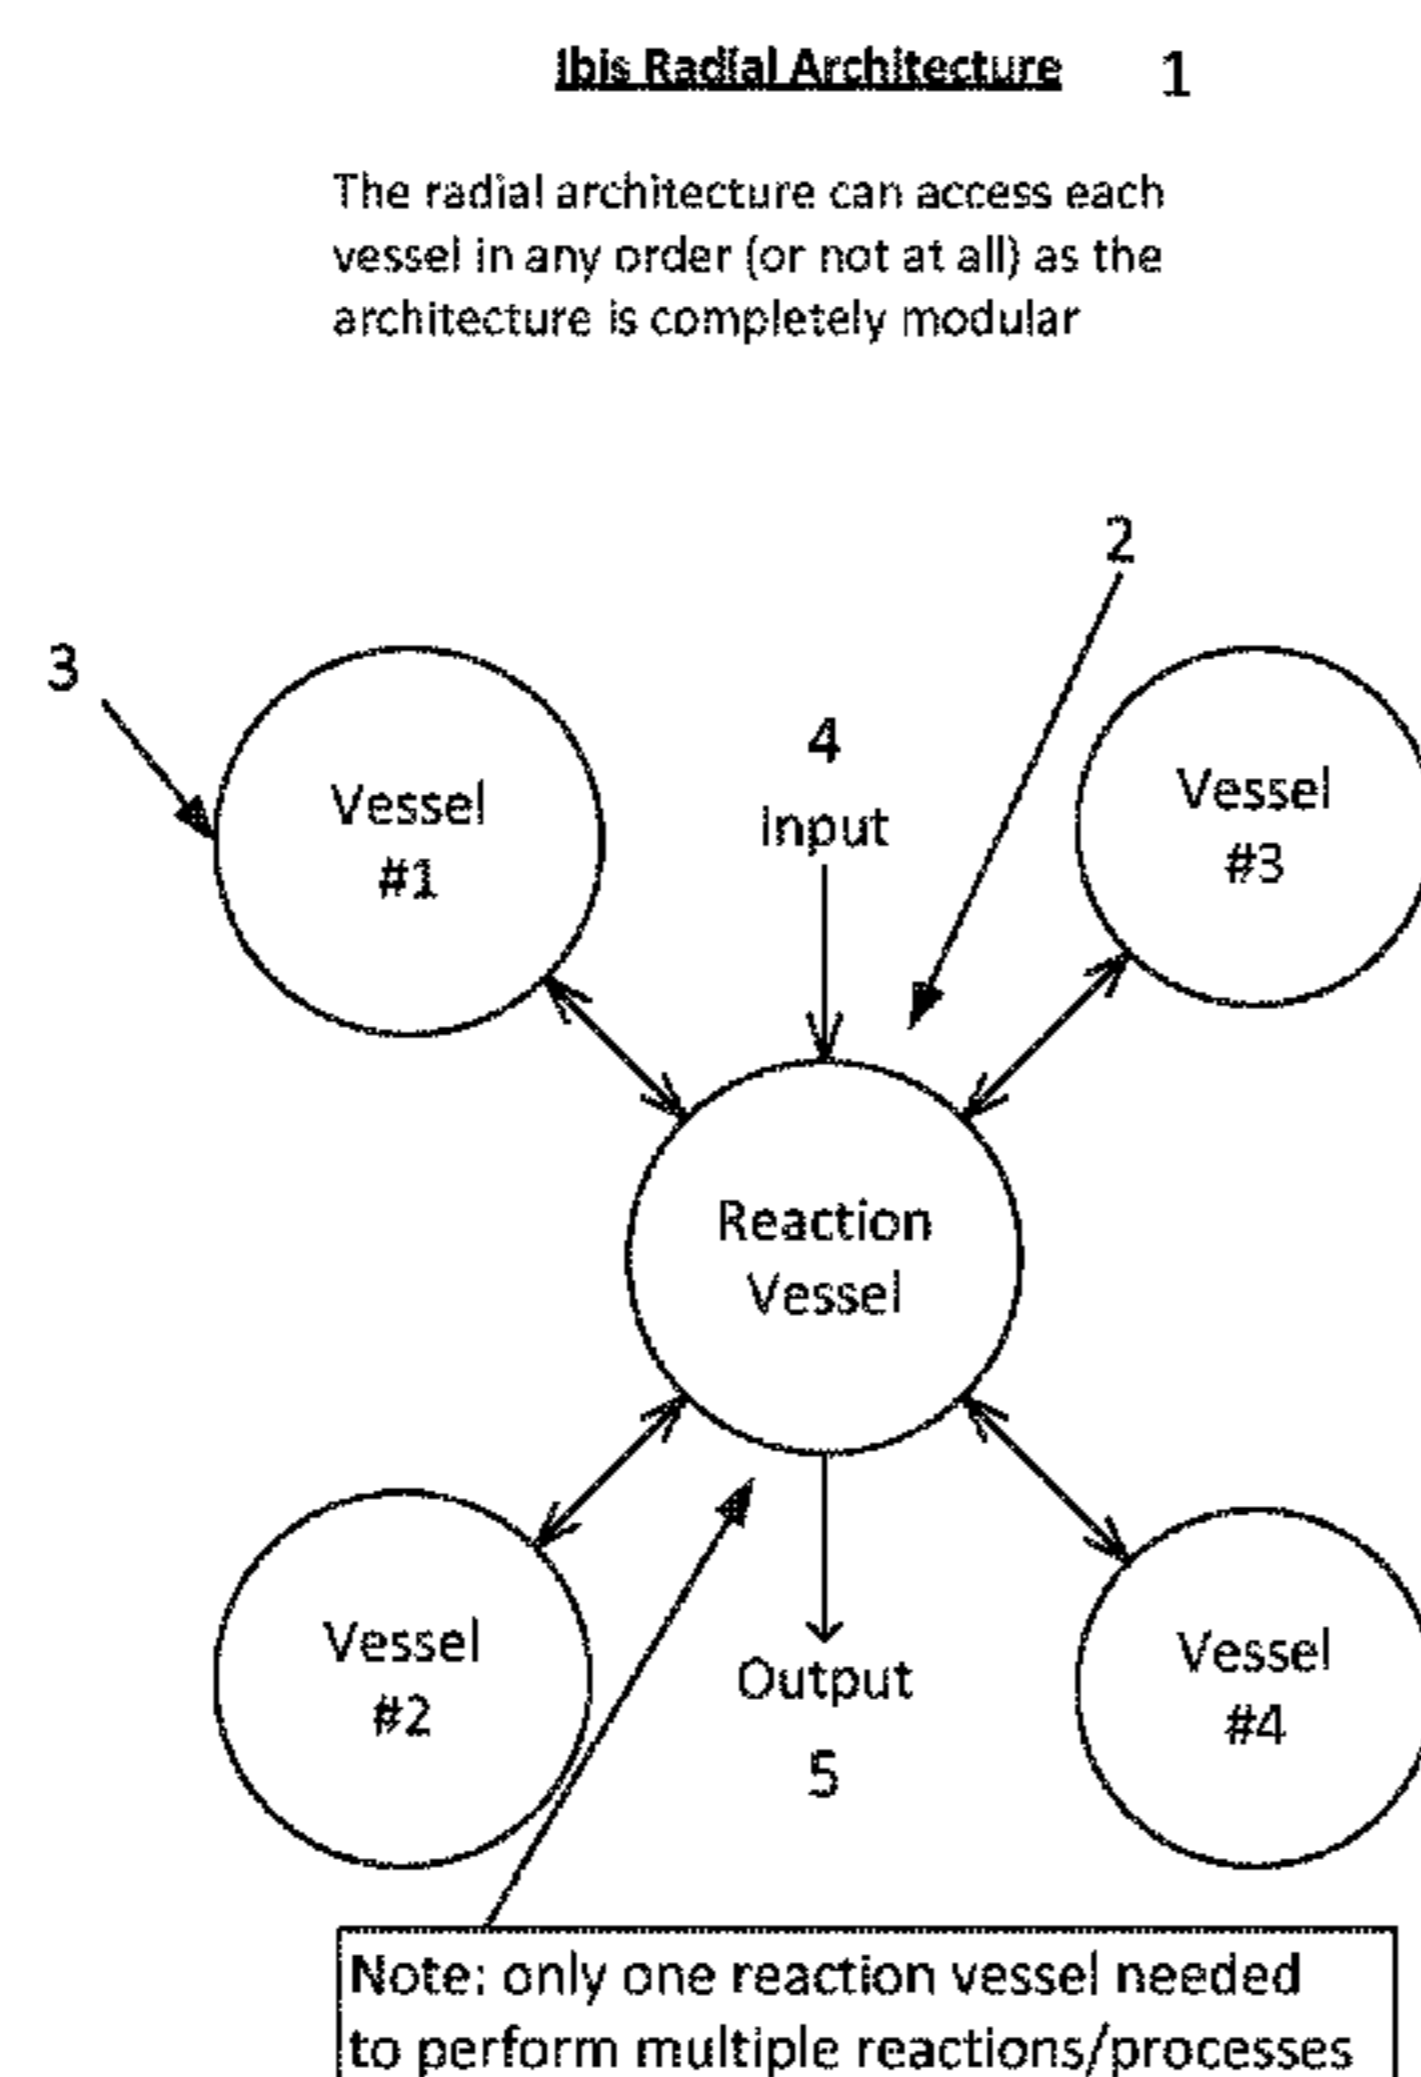 Ibis Radial Architecture 1
The radial architecture can access each
vessel in any order (or not at all) as the
architecture is completely modular
2
3
4
Input
Vessel
#1
Vessel
#3
Reaction
Vessel
Vessel
#2
Output
5
Vessel
#4
Note: only one reaction vessel needed
to perform multiple reactions/processes